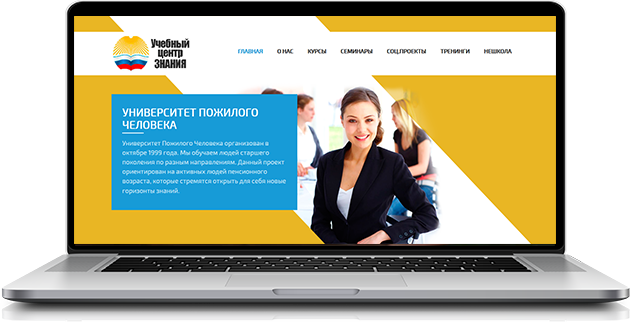 Учебный
центр
ЗНАНИЯ
ГЛАВНАЯ О НАС КУРСЫ СЕМИНАРЫ СОЦ.ПРОЕКТЫ ТРЕНИНГИ НЕШКОЛА
УНИВЕРСИТЕТ ПОЖИЛОГО
ЧЕЛОВЕКА
Университет Пожилого Человека организован в
октябре 1999 года. Мы обучаем людей старшего
поколения по разным направлениям. Данный проект
ориентирован на активных людей пенсионного
возраста, которые стремятся открыть для себя новые
горизонты знаний.